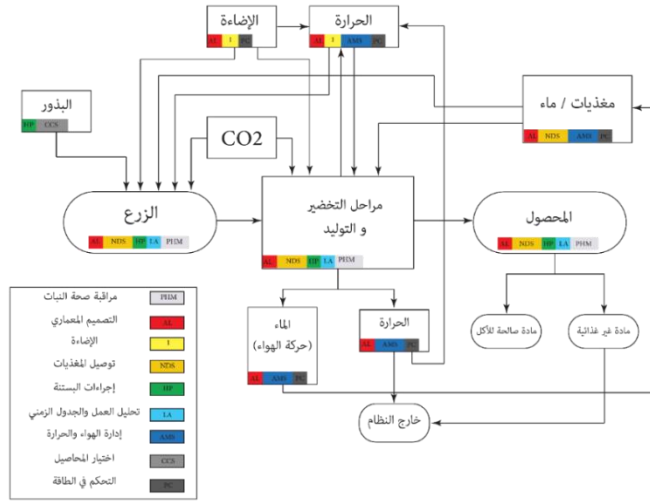 الإضاءة
AL I PC
الحرارة
AL I AMS PC
البذور
HP CCS
CO2
مغذيات / ماء
AL NDS AMS PC
الزرع
AL NDS HP LA PHM
مراحل التخضير
و التوليد
AL NDS HP LA PHM
المحصول
AL NDS HP LA PHM
الماء
(حركة الهواء)
AL AMS PC
الحرارة
AL AMS PC
مادة صالحة للأكل
مادة غير غذائية
خارج النظام
مراقبة صحة النبات PHM
التصميم المعماري AL
الإضاءة I
توصيل المغذيات NDS
إجراءات البستنة HP
تحليل العمل والجدول الزمني LA
إدارة الهواء والحرارة AMS
اختيار المحاصيل CCS
التحكم في الطاقة PC